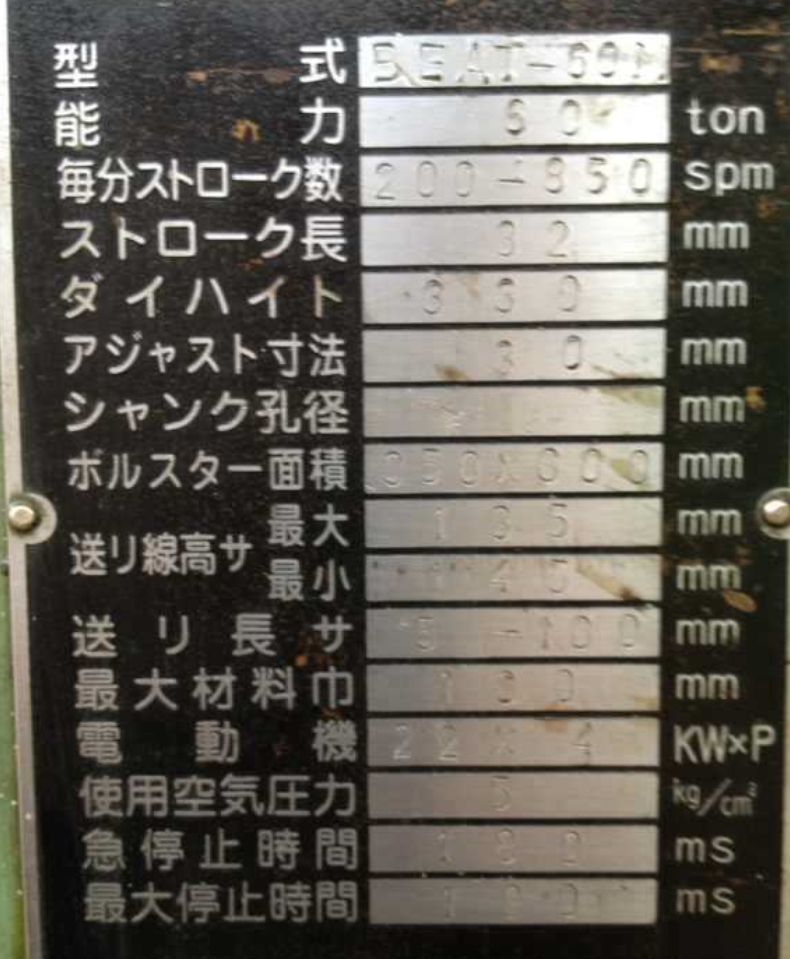 型式
能力 60 ton
毎分ストローク数 200-850 spm
ストローク長 32 mm
ダイハイト mm
アジャスト寸法 30 mm
シャンク孔径 mm
ボルスター面積 mm
送リ線高サ 最大 mm
最小 mm
送リ長サ 5 -100 mm
最大材料巾 mm
電動機 22×4 KW×P
使用空気圧力 5 kg/cm²
急停止時間 ms
最大停止時間 ms